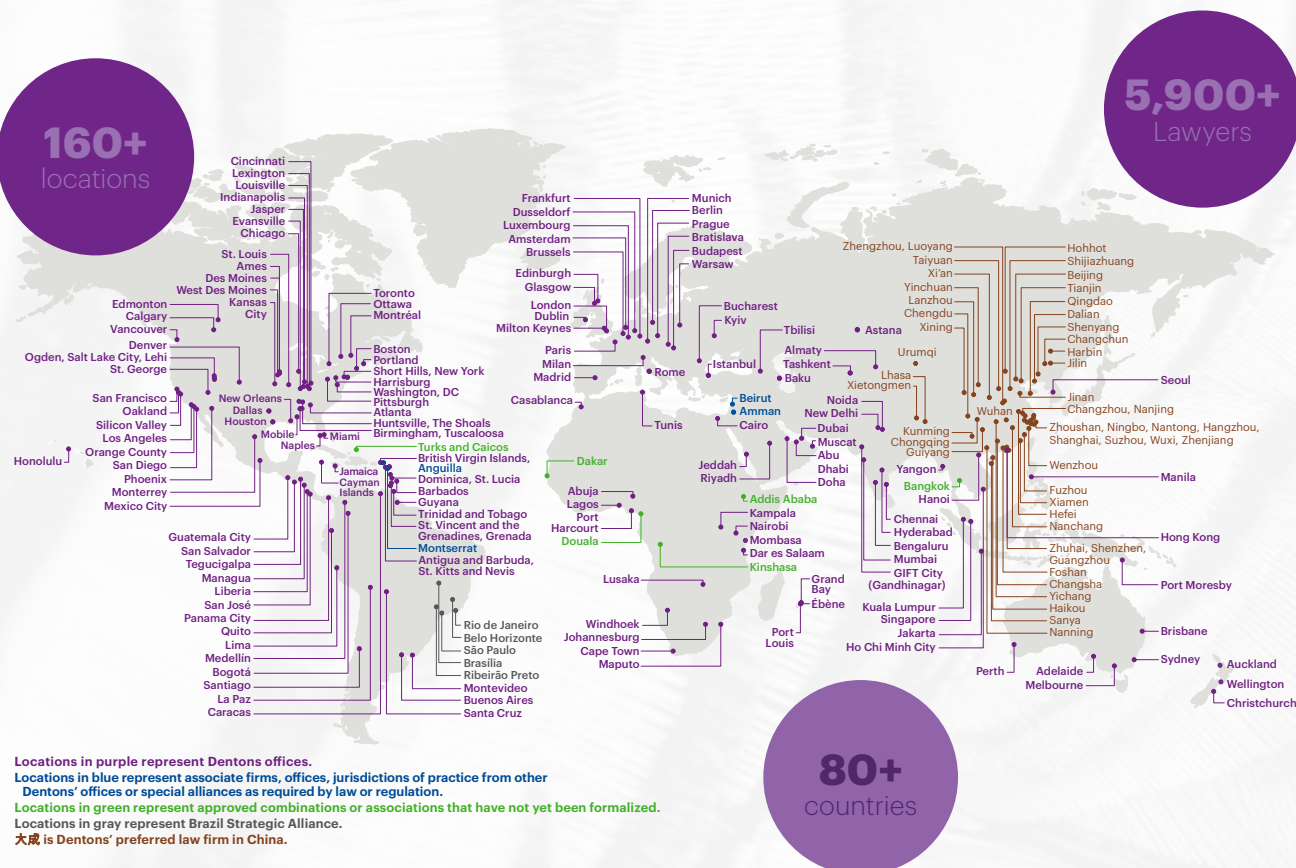 160+
locations
5,900+
Lawyers
Cincinnati
Lexington
Louisville
Indianapolis
Jasper
Evansville
Chicago
St. Louis
Ames
Des Moines
West Des Moines
Kansas
City
Edmonton
Calgary
Vancouver
Denver
Ogden, Salt Lake City, Lehi
St. George
San Francisco
Oakland
Silicon Valley
Los Angeles
Orange County
San Diego
Phoenix
Monterrey
Mexico City
Honolulu
New Orleans
Dallas
Houston
Mobile
Naples
Miami
Toronto
Ottawa
Montréal
Boston
Portland
Short Hills, New York
Harrisburg
Washington, DC
Pittsburgh
Atlanta
Huntsville, The Shoals
Birmingham, Tuscaloosa
Turks and Caicos
British Virgin Islands,
Anguilla
Jamaica
Cayman
Islands
Dominica, St. Lucia
Barbados
Guyana
Trinidad and Tobago
St. Vincent and the
Grenadines, Grenada
Montserrat
Antigua and Barbuda,
St. Kitts and Nevis
Guatemala City
San Salvador
Tegucigalpa
Managua
Liberia
San José
Panama City
Quito
Lima
Medellín
Bogotá
Santiago
La Paz
Caracas
Rio de Janeiro
Belo Horizonte
São Paulo
Brasília
Ribeirão Preto
Montevideo
Buenos Aires
Santa Cruz
Frankfurt
Dusseldorf
Luxembourg
Amsterdam
Brussels
Edinburgh
Glasgow
London
Dublin
Milton Keynes
Paris
Milan
Madrid
Casablanca
Munich
Berlin
Prague
Bratislava
Budapest
Warsaw
Bucharest
Kyiv
Istanbul
Rome
Tunis
Tbilisi
Astana
Almaty
Tashkent
Baku
Beirut
Amman
Cairo
Noida
New Delhi
Dubai
Muscat
Abu
Dhabi
Doha
Jeddah
Riyadh
Dakar
Abuja
Lagos
Port
Harcourt
Douala
Addis Ababa
Kampala
Nairobi
Mombasa
Dar es Salaam
Kinshasa
Lusaka
Windhoek
Johannesburg
Cape Town
Maputo
Grand
Bay
Ébène
Port
Louis
Chennai
Hyderabad
Bengaluru
Mumbai
GIFT City
(Gandhinagar)
Zhengzhou, Luoyang
Taiyuan
Xi’an
Yinchuan
Lanzhou
Chengdu
Xining
Urumqi
Lhasa
Xietongmen
Wuhan
Kunming
Chongqing
Guiyang
Yangon
Bangkok
Hanoi
Kuala Lumpur
Singapore
Jakarta
Ho Chi Minh City
Hohhot
Shijiazhuang
Beijing
Tianjin
Qingdao
Dalian
Shenyang
Changchun
Harbin
Jilin
Seoul
Jinan
Changzhou, Nanjing
Zhoushan, Ningbo, Nantong, Hangzhou,
Shanghai, Suzhou, Wuxi, Zhenjiang
Wenzhou
Manila
Fuzhou
Xiamen
Hefei
Nanchang
Hong Kong
Zhuhai, Shenzhen,
Guangzhou
Foshan
Changsha
Yichang
Haikou
Sanya
Nanning
Port Moresby
Brisbane
Sydney
Perth
Adelaide
Melbourne
Auckland
Wellington
Christchurch
80+
countries
Locations in purple represent Dentons offices.
Locations in blue represent associate firms, offices, jurisdictions of practice from other
Dentons’ offices or special alliances as required by law or regulation.
Locations in green represent approved combinations or associations that have not yet been formalized.
Locations in gray represent Brazil Strategic Alliance.
大成 is Dentons’ preferred law firm in China.